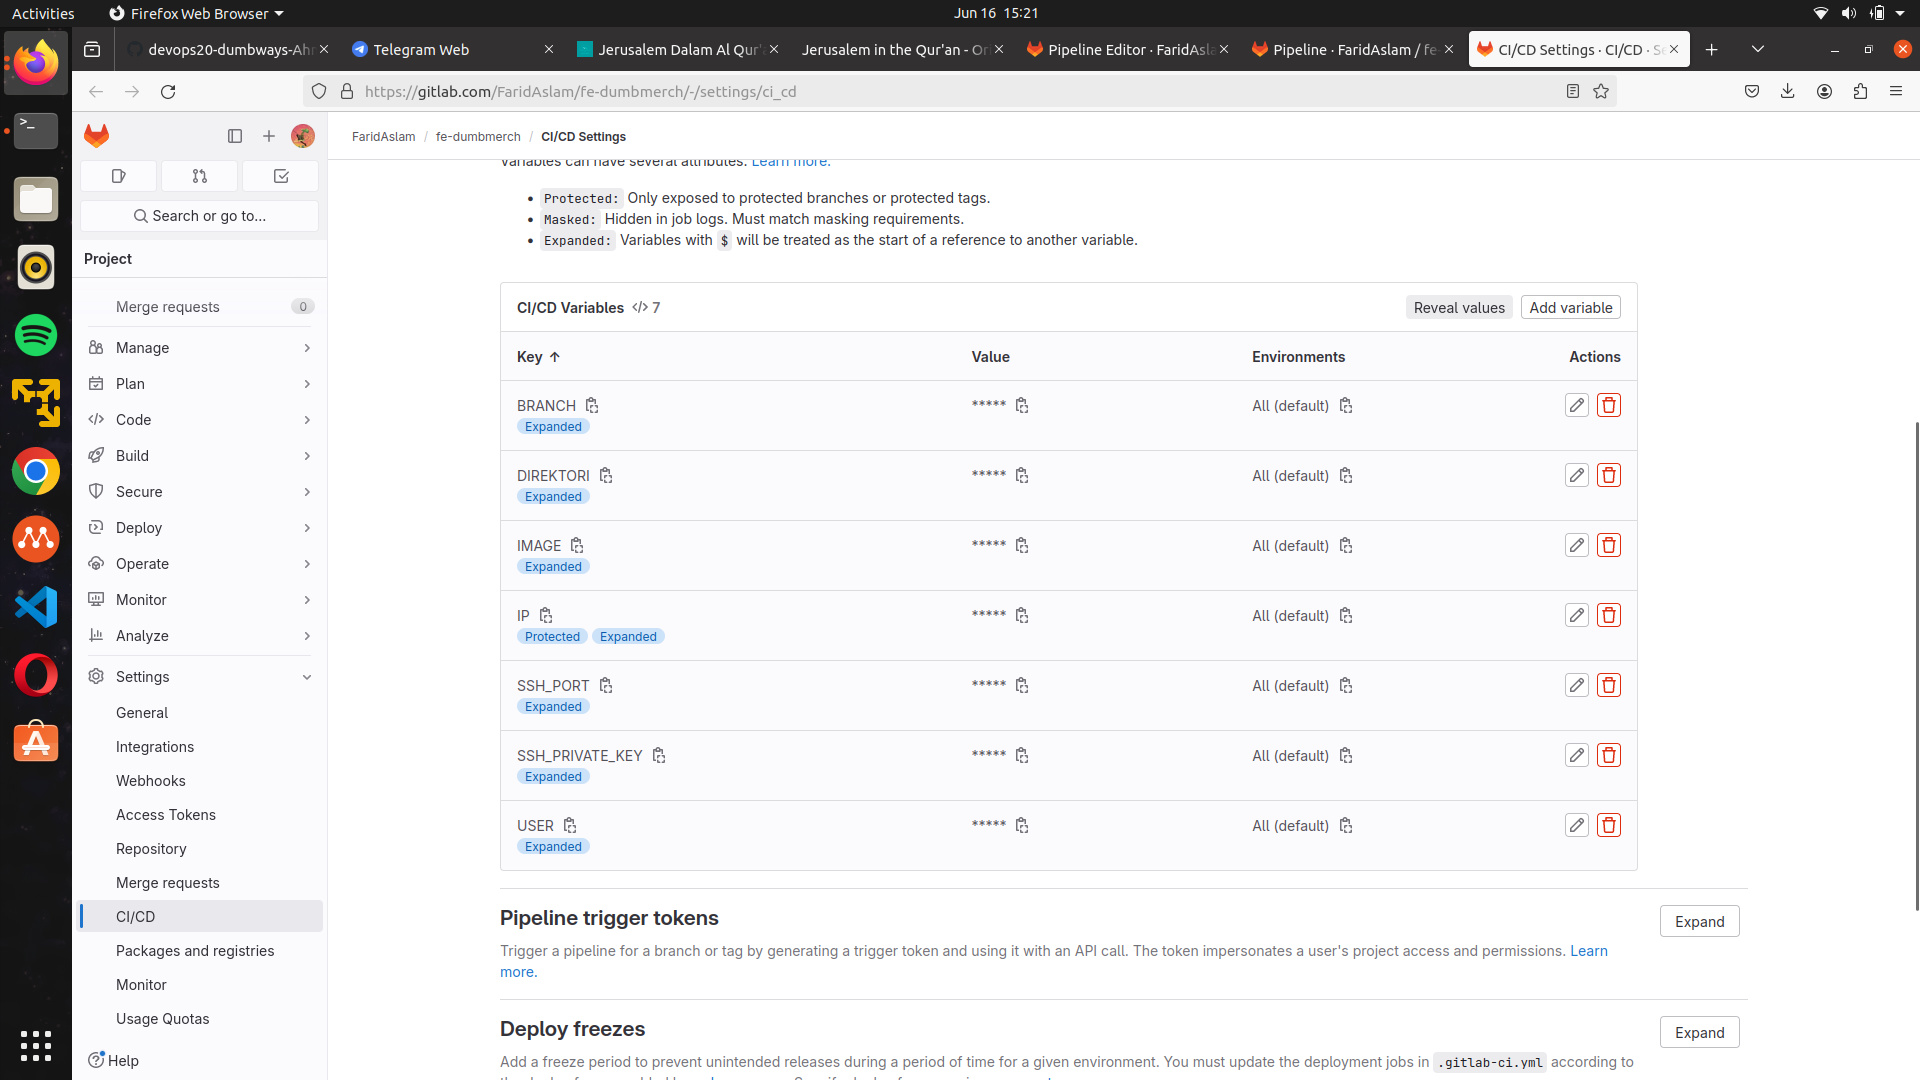 Activities
Firefox Web Browser
Jun 16 15:21
devops20-dumbways-Ah
Telegram Web
Jerusalem Dalam Al Qur'
Jerusalem in the Qur'an - Or
Pipeline Editor · FaridAsla
Pipeline · FaridAslam / fe-
CI/CD Settings · CI/CD · Se
https://gitlab.com/FaridAslam/fe-dumbmerch/-/settings/ci_cd
FaridAslam / fe-dumbmerch / CI/CD Settings
Search or go to...
Project
Merge requests 0
Manage
Plan
Code
Build
Secure
Deploy
Operate
Monitor
Analyze
Settings
General
Integrations
Webhooks
Access Tokens
Repository
Merge requests
CI/CD
Packages and registries
Monitor
Usage Quotas
Help
Variables can have several attributes. Learn more.
• Protected: Only exposed to protected branches or protected tags.
• Masked: Hidden in job logs. Must match masking requirements.
• Expanded: Variables with $ will be treated as the start of a reference to another variable.
CI/CD Variables </> 7 Reveal values Add variable
Key ↑ Value Environments Actions
BRANCH ***** All (default)
Expanded
DIREKTORI ***** All (default)
Expanded
IMAGE ***** All (default)
Expanded
IP ***** All (default)
Protected Expanded
SSH_PORT ***** All (default)
Expanded
SSH_PRIVATE_KEY ***** All (default)
Expanded
USER ***** All (default)
Expanded
Pipeline trigger tokens
Expand
Trigger a pipeline for a branch or tag by generating a trigger token and using it with an API call. The token impersonates a user's project access and permissions. Learn
more.
Deploy freezes
Expand
Add a freeze period to prevent unintended releases during a period of time for a given environment. You must update the deployment jobs in .gitlab-ci.yml according to